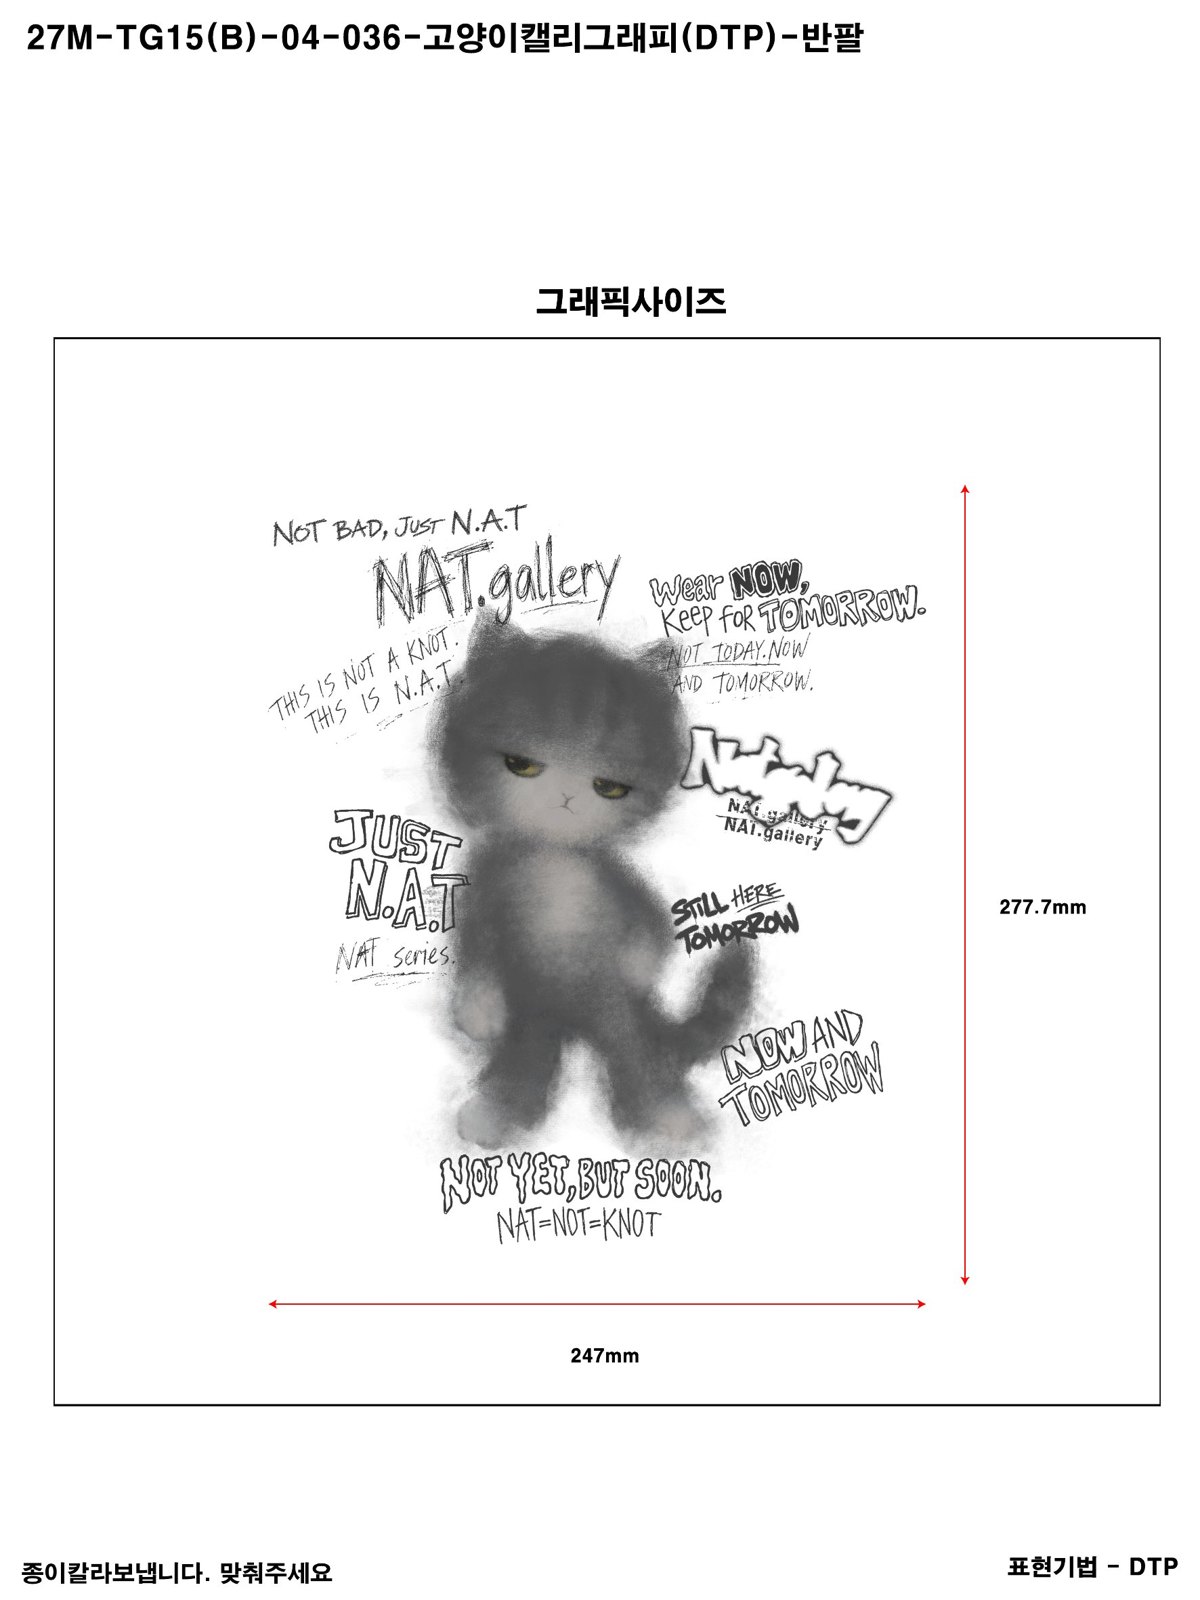 27M-TG15(B)-04-036-고양이캘리그래피(DTP)-반팔
그래픽사이즈
NOT BAD, JUST N.A.T
NAT.gallery
Wear NOW,
Keep FOR TOMORROW.
NOT TODAY.NOW
AND TOMORROW.
THIS IS NOT A KNOT.
THIS IS N.A.T.
NAT.gallery
NAT.gallery
JUST
N.A.T
NAT series.
STILL HERE
TOMORROW
277.7mm
NOW AND
TOMORROW
NOT YET, BUT SOON.
NAT=NOT=KNOT
247mm
종이칼라보냅니다. 맞춰주세요
표현기법 - DTP